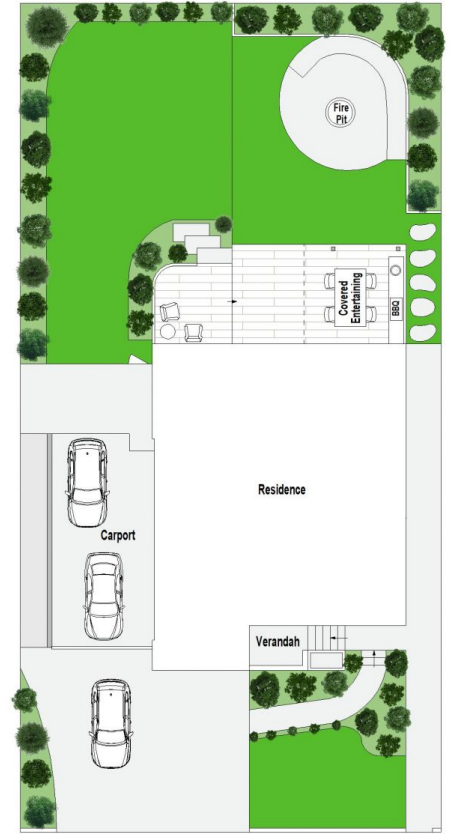 Fire
Pit
Covered
Entertaining
BBQ
Residence
Carport
Verandah